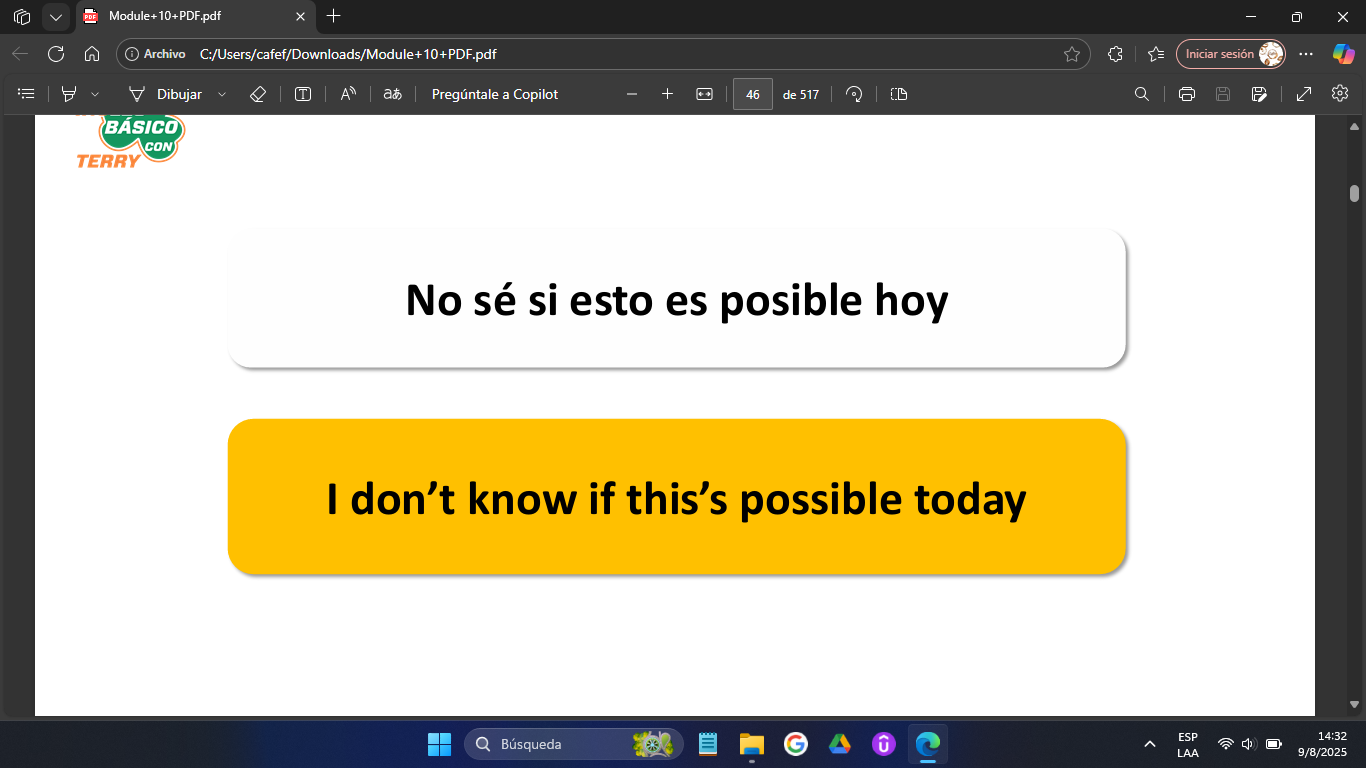 Module+10+PDF.pdf
Archivo C:/Users/cafef/Downloads/Module+10+PDF.pdf Iniciar sesión
Dibujar Pregúntale a Copilot 46 de 517
BÁSICO
CON
TERRY
No sé si esto es posible hoy
I don’t know if this’s possible today
Búsqueda
ESP
LAA
14:32
9/8/2025